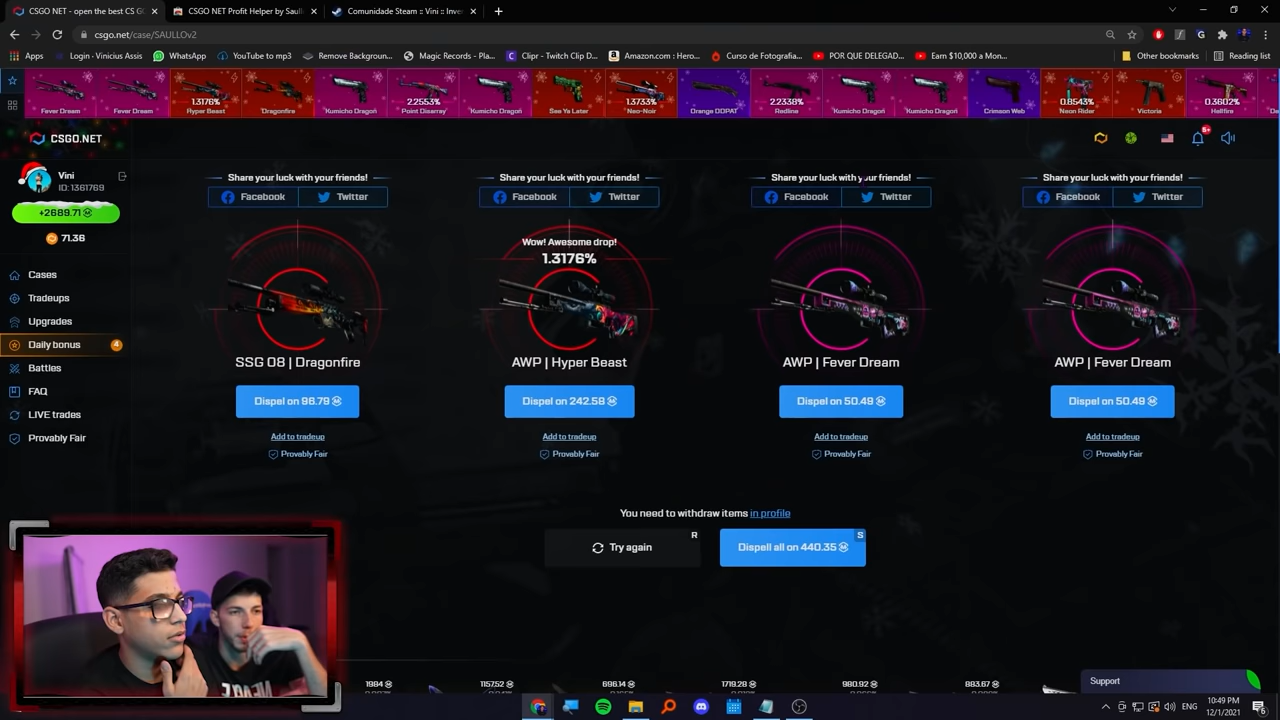 CSGO NET - open the best CS G
CSGO NET Profit Helper by Saull
Comunidade Steam :: Vini :: Inve
csgo.net/case/SAULLOv2
Apps
Login · Vinicius Assis
WhatsApp
YouTube to mp3
Remove Backgroun...
Magic Records - Pla...
Clipr - Twitch Clip D...
Amazon.com : Hero...
Curso de Fotografia...
POR QUE DELEGAD...
Earn $10,000 a Mon...
Other bookmarks
Reading list
1.3176%
2.2553%
1.3733%
2.2338%
0.8543%
0.3602%
Fever Dream
Fever Dream
Hyper Beast
Dragonfire
Kumicho Dragon
Point Disarray
Kumicho Dragon
See Ya Later
Neo-Noir
Orange DDPAT
Redline
Kumicho Dragon
Kumicho Dragon
Crimson Web
Neon Rider
Victoria
Hellfire
CSGO.NET
5+
Vini
ID: 1361769
+2689.71
71.36
Cases
Tradeups
Upgrades
Daily bonus
4
Battles
FAQ
LIVE trades
Provably Fair
Share your luck with your friends!
Share your luck with your friends!
Share your luck with your friends!
Share your luck with your friends!
Facebook
Twitter
Facebook
Twitter
Facebook
Twitter
Facebook
Twitter
Wow! Awesome drop!
1.3176%
SSG 08 | Dragonfire
AWP | Hyper Beast
AWP | Fever Dream
AWP | Fever Dream
Dispel on 96.79
Dispel on 242.58
Dispel on 50.49
Dispel on 50.49
Add to tradeup
Add to tradeup
Add to tradeup
Add to tradeup
Provably Fair
Provably Fair
Provably Fair
Provably Fair
You need to withdraw items in profile
Try again
R
Dispell all on 440.35
S
1984
1157.52
696.14
1719.28
980.92
883.67
Support
ENG
10:49 PM
12/1/2021